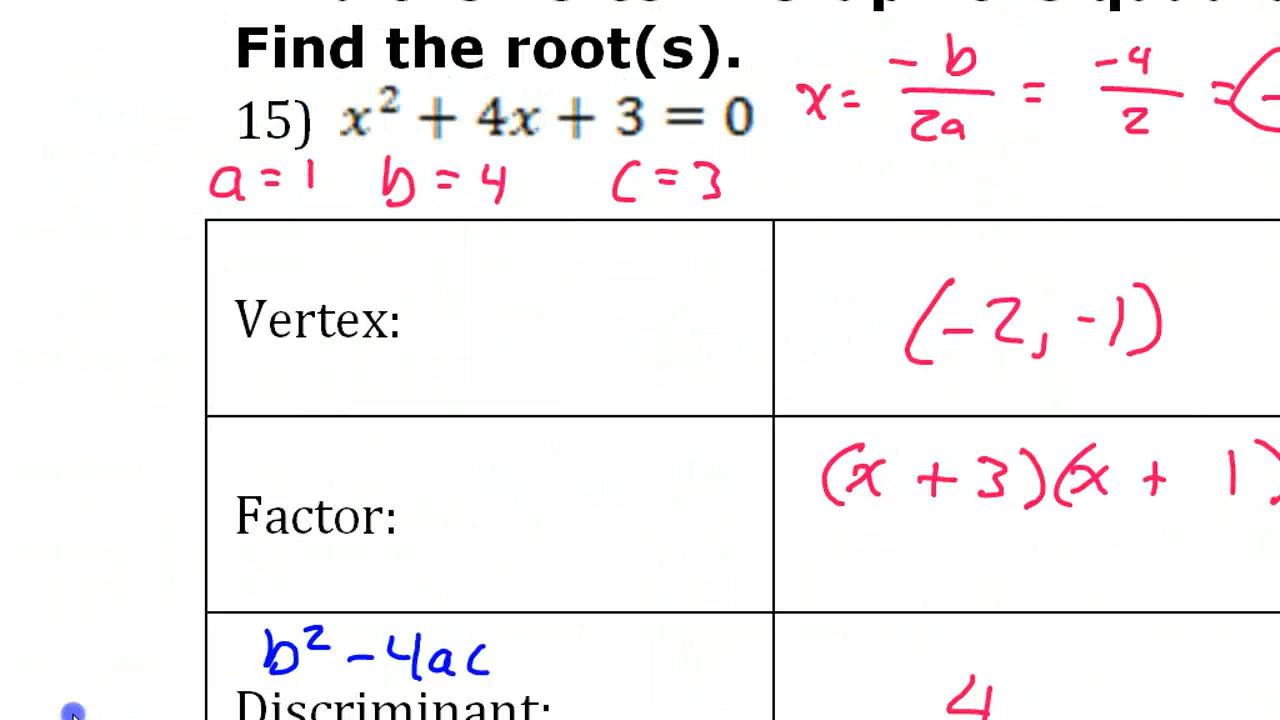 Find the root(s).
x = -b/2a = -4/2 =
15) x² + 4x + 3 = 0
a = 1 b = 4 c = 3
Vertex: (-2, -1)
Factor: (x + 3)(x + 1)
b² - 4ac
Discriminant: 4